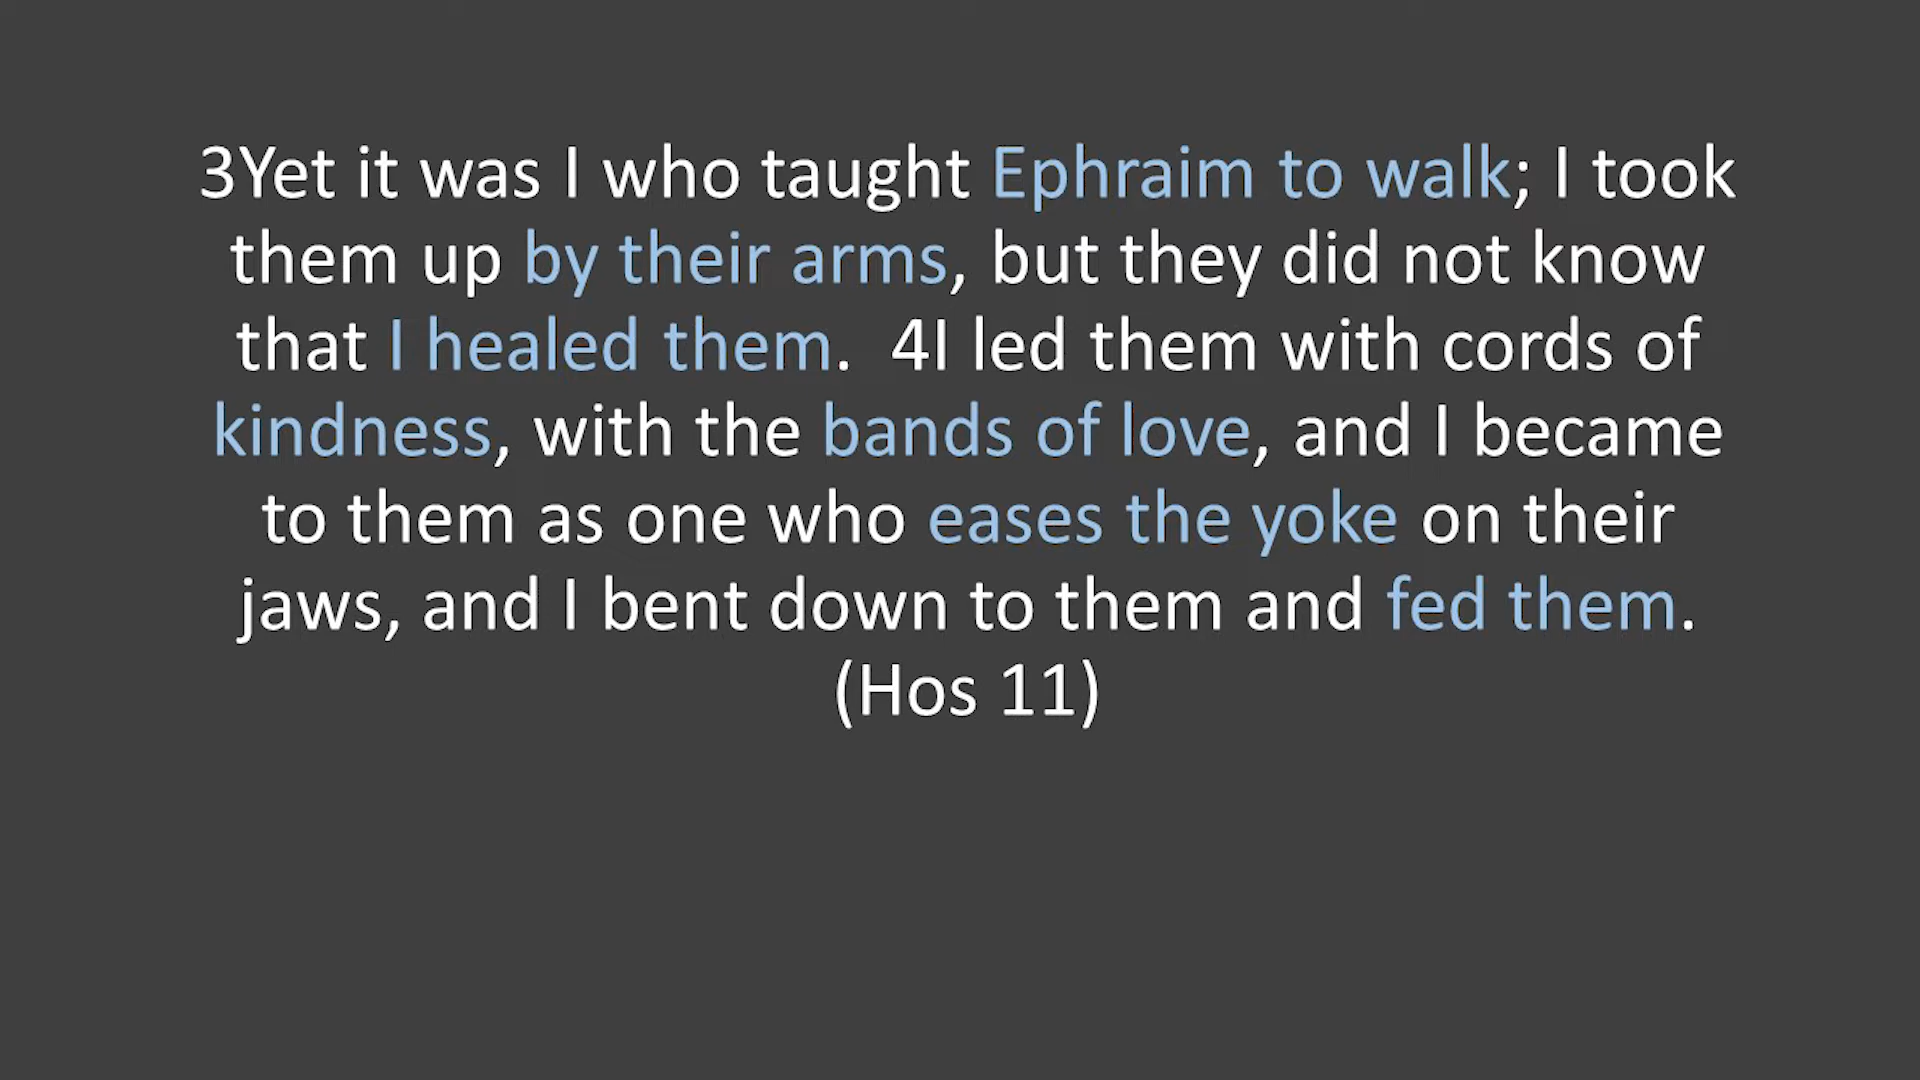 3Yet it was I who taught Ephraim to walk; I took
them up by their arms, but they did not know
that I healed them.  4I led them with cords of
kindness, with the bands of love, and I became
to them as one who eases the yoke on their
jaws, and I bent down to them and fed them.
(Hos 11)